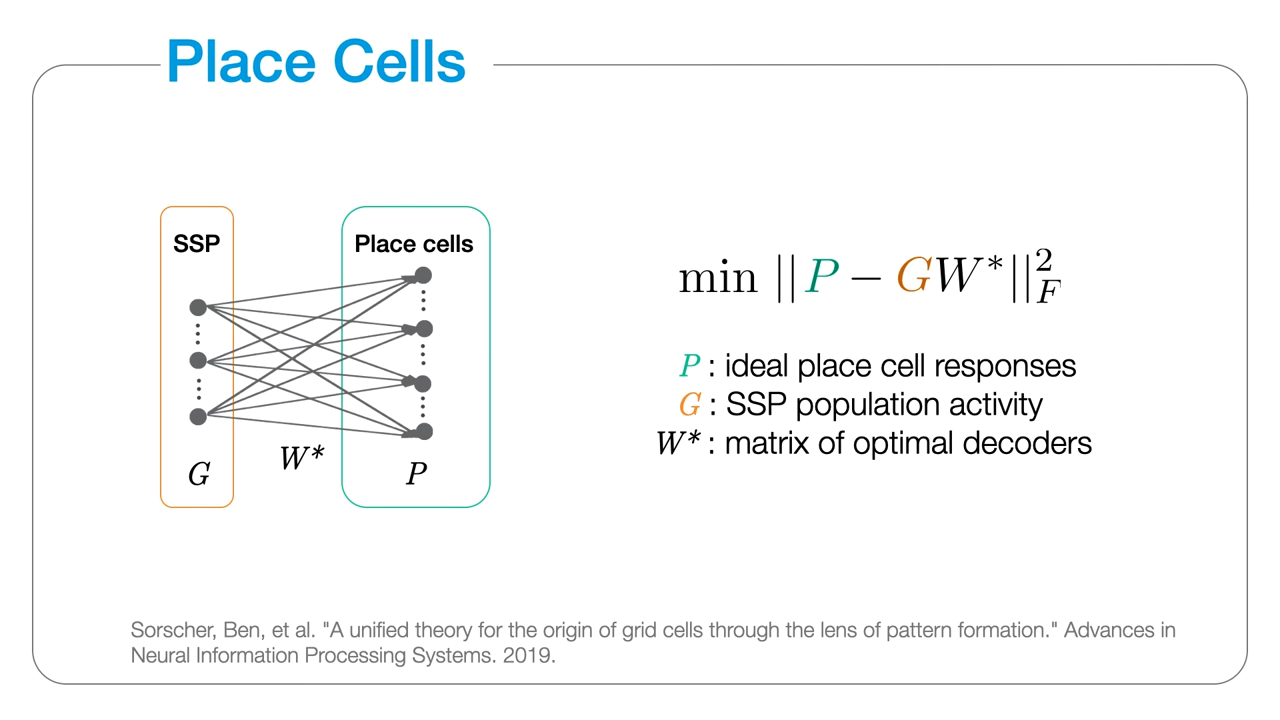 Place Cells
SSP
Place cells
G
W*
P
min ||P − GW*||²_F
P : ideal place cell responses
G : SSP population activity
W* : matrix of optimal decoders
Sorscher, Ben, et al. "A unified theory for the origin of grid cells through the lens of pattern formation." Advances in
Neural Information Processing Systems. 2019.